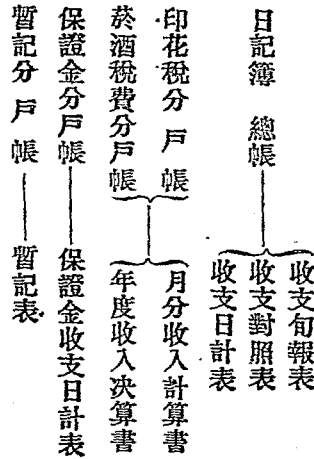 日記簿 總帳
收支旬報表
收支對照表
收支日計表
印花稅分戶帳
菸酒稅費分戶帳
月分收入計算書
年度收入決算書
保證金分戶帳
保證金收支日計表
暫記分戶帳
暫記表